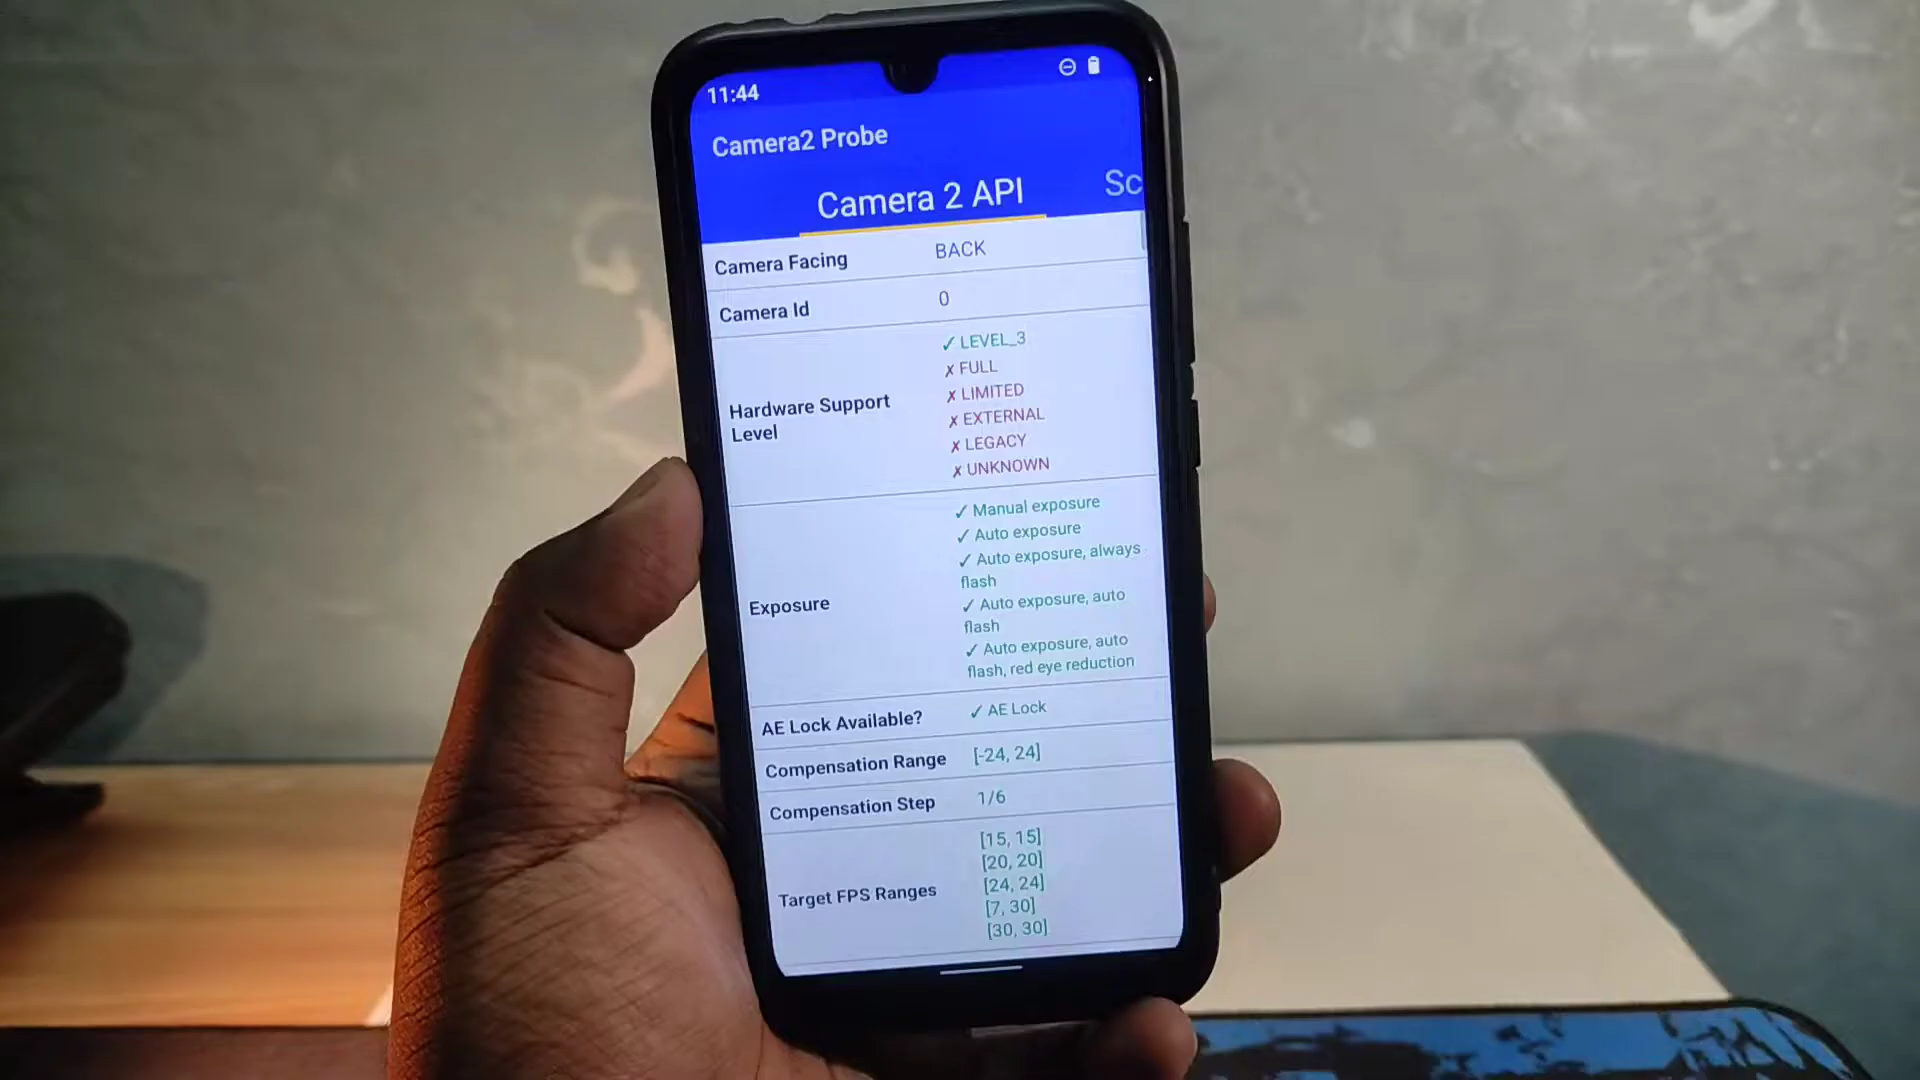 11:44
Camera2 Probe
Camera 2 API
Sc
Camera Facing
BACK
Camera Id
0
Hardware Support
Level
✓ LEVEL_3
✗ FULL
✗ LIMITED
✗ EXTERNAL
✗ LEGACY
✗ UNKNOWN
Exposure
✓ Manual exposure
✓ Auto exposure
✓ Auto exposure, always
flash
✓ Auto exposure, auto
flash
✓ Auto exposure, auto
flash, red eye reduction
AE Lock Available?
✓ AE Lock
Compensation Range
[-24, 24]
Compensation Step
1/6
Target FPS Ranges
[15, 15]
[20, 20]
[24, 24]
[7, 30]
[30, 30]